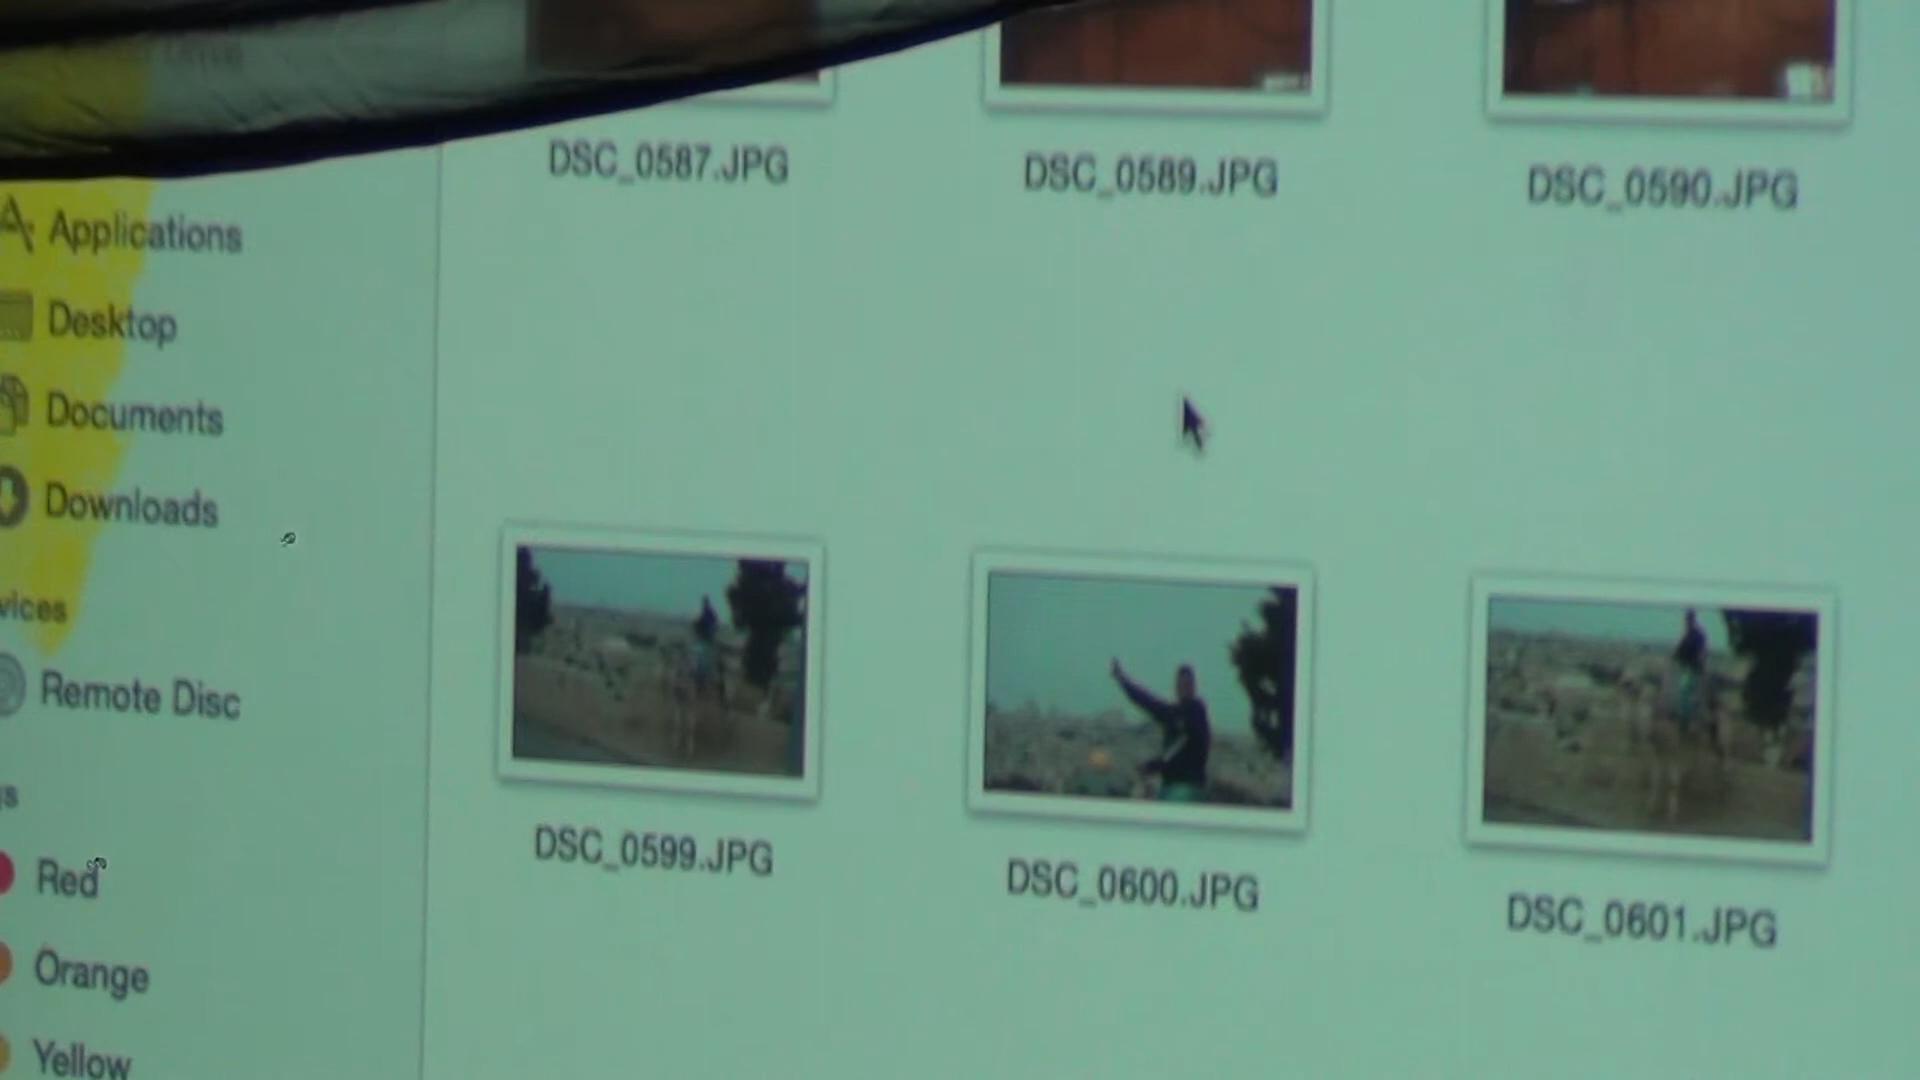 DSC_0587.JPG
DSC_0589.JPG
DSC_0590.JPG
Applications
Desktop
Documents
Downloads
Remote Disc
Red
Orange
Yellow
DSC_0599.JPG
DSC_0600.JPG
DSC_0601.JPG